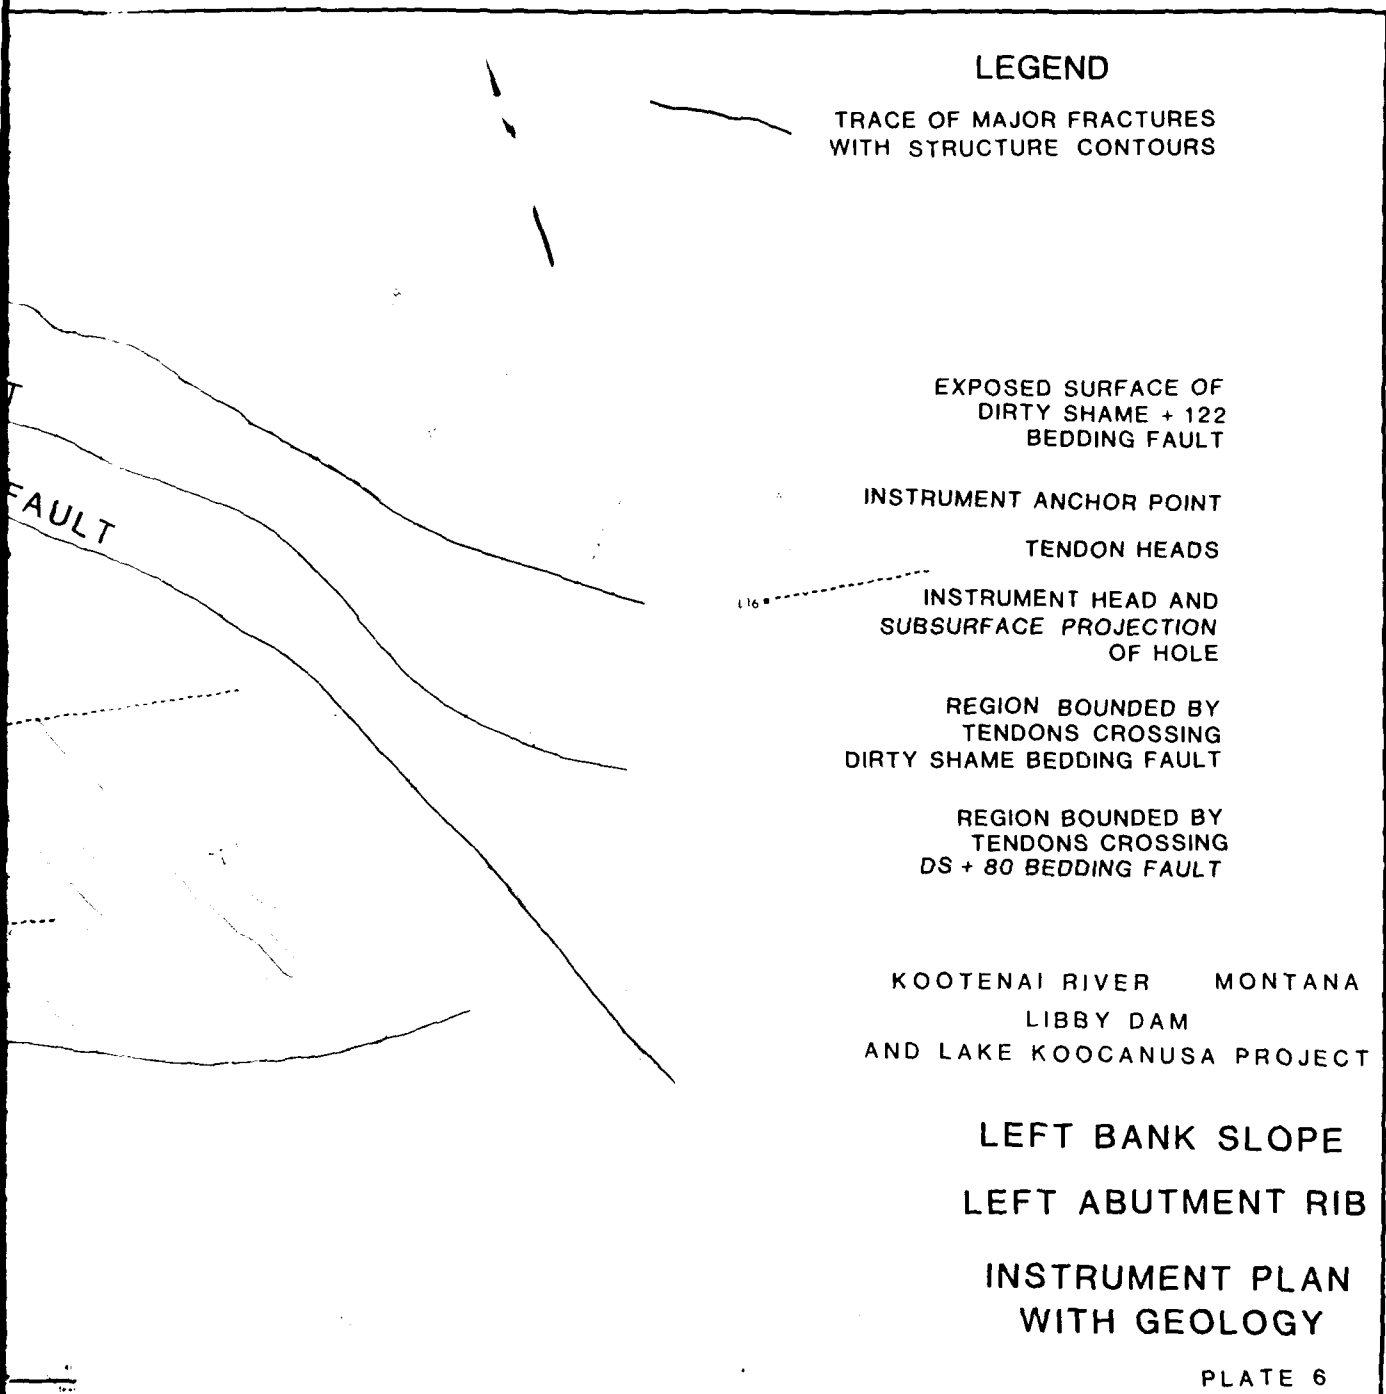 LEGEND
TRACE OF MAJOR FRACTURES
WITH STRUCTURE CONTOURS
EXPOSED SURFACE OF
DIRTY SHAME + 122
BEDDING FAULT
INSTRUMENT ANCHOR POINT
TENDON HEADS
INSTRUMENT HEAD AND
SUBSURFACE PROJECTION
OF HOLE
REGION BOUNDED BY
TENDONS CROSSING
DIRTY SHAME BEDDING FAULT
REGION BOUNDED BY
TENDONS CROSSING
DS + 80 BEDDING FAULT
T
FAULT
KOOTENAI RIVER MONTANA
LIBBY DAM
AND LAKE KOOCANUSA PROJECT
LEFT BANK SLOPE
LEFT ABUTMENT RIB
INSTRUMENT PLAN
WITH GEOLOGY
PLATE 6